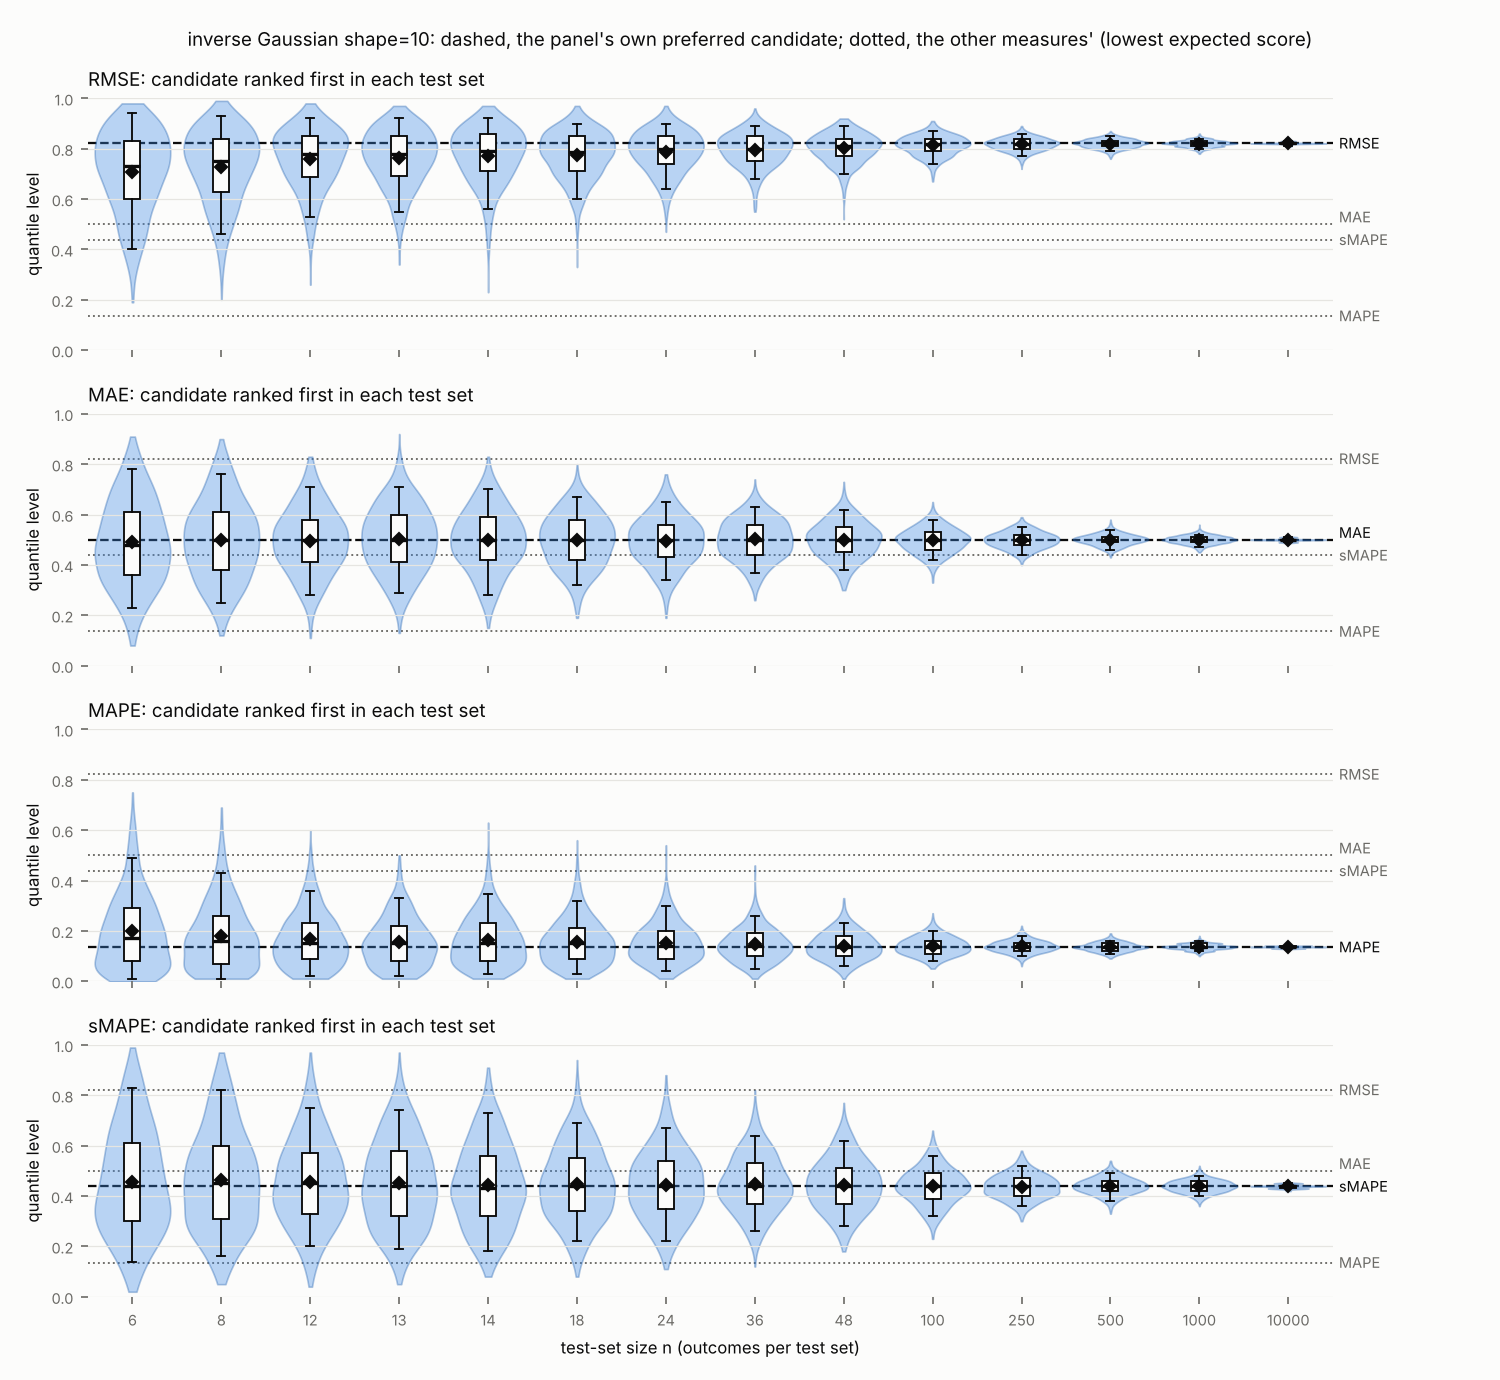 inverse Gaussian shape=10: dashed, the panel's own preferred candidate; dotted, the other measures' (lowest expected score)
RMSE: candidate ranked first in each test set
1.0
0.8
0.6
0.4
0.2
0.0
quantile level
RMSE
MAE
sMAPE
MAPE
MAE: candidate ranked first in each test set
1.0
0.8
0.6
0.4
0.2
0.0
quantile level
RMSE
MAE
sMAPE
MAPE
MAPE: candidate ranked first in each test set
1.0
0.8
0.6
0.4
0.2
0.0
quantile level
RMSE
MAE
sMAPE
MAPE
sMAPE: candidate ranked first in each test set
1.0
0.8
0.6
0.4
0.2
0.0
quantile level
RMSE
MAE
sMAPE
MAPE
6 8 12 13 14 18 24 36 48 100 250 500 1000 10000
test-set size n (outcomes per test set)